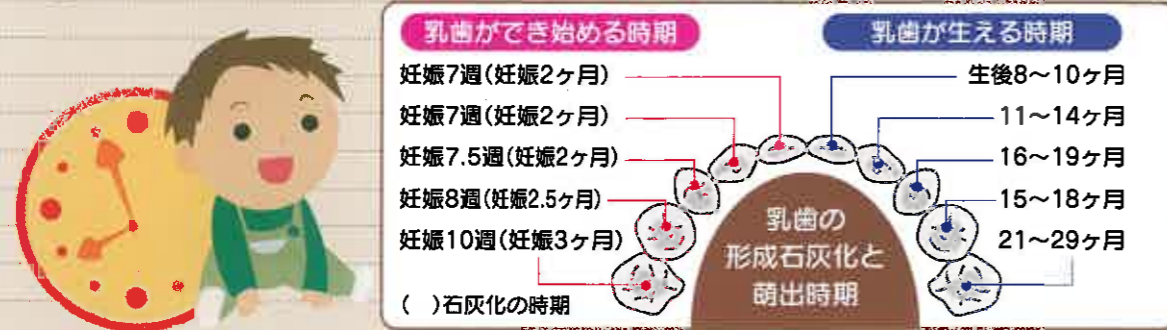 乳歯ができ始める時期
乳歯が生える時期
妊娠7週(妊娠2ヶ月)
生後8〜10ヶ月
妊娠7週(妊娠2ヶ月)
11〜14ヶ月
妊娠7.5週(妊娠2ヶ月)
16〜19ヶ月
妊娠8週(妊娠2.5ヶ月)
15〜18ヶ月
妊娠10週(妊娠3ヶ月)
21〜29ヶ月
乳歯の
形成石灰化と
萌出時期
( )石灰化の時期